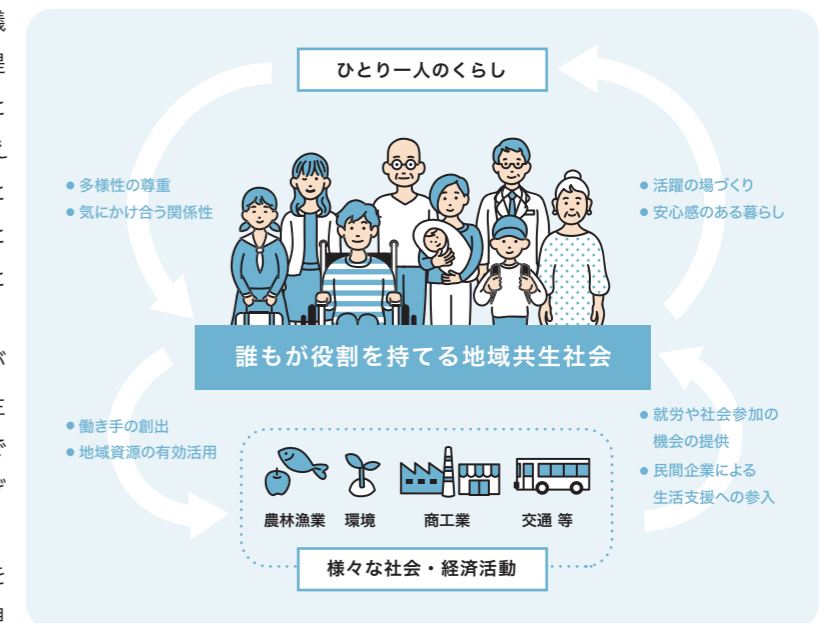 ひとり一人のくらし
● 多様性の尊重
● 気にかけ合う関係性
● 活躍の場づくり
● 安心感のある暮らし
誰もが役割を持てる地域共生社会
● 働き手の創出
● 地域資源の有効活用
● 就労や社会参加の
機会の提供
● 民間企業による
生活支援への参入
農林漁業 環境 商工業 交通 等
様々な社会・経済活動